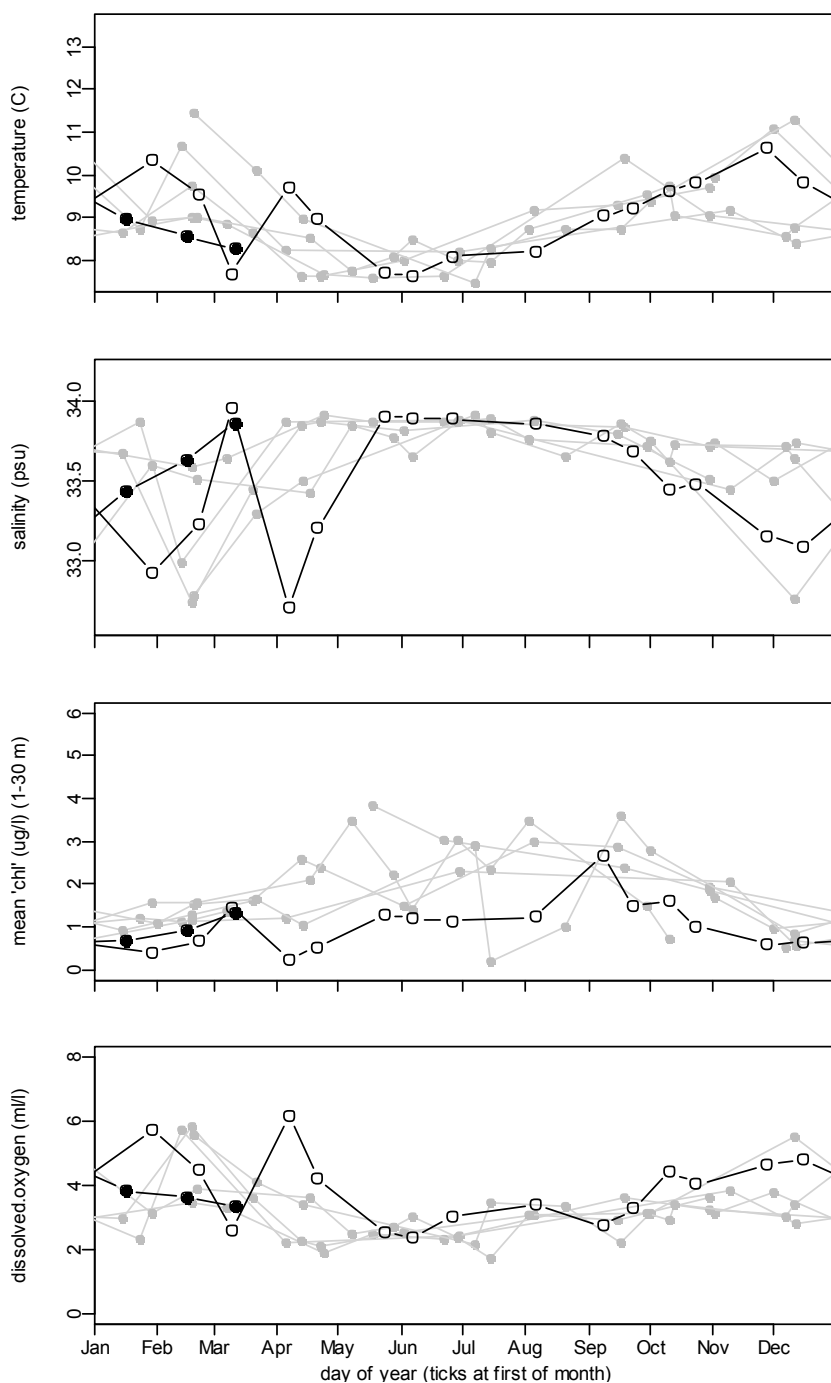 temperature (C)
8 9 10 11 12 13
salinity (psu)
33.0 33.5 34.0
mean 'chl' (ug/l) (1-30 m)
0 1 2 3 4 5 6
dissolved.oxygen (ml/l)
0 2 4 6 8
Jan Feb Mar Apr May Jun Jul Aug Sep Oct Nov Dec
day of year (ticks at first of month)